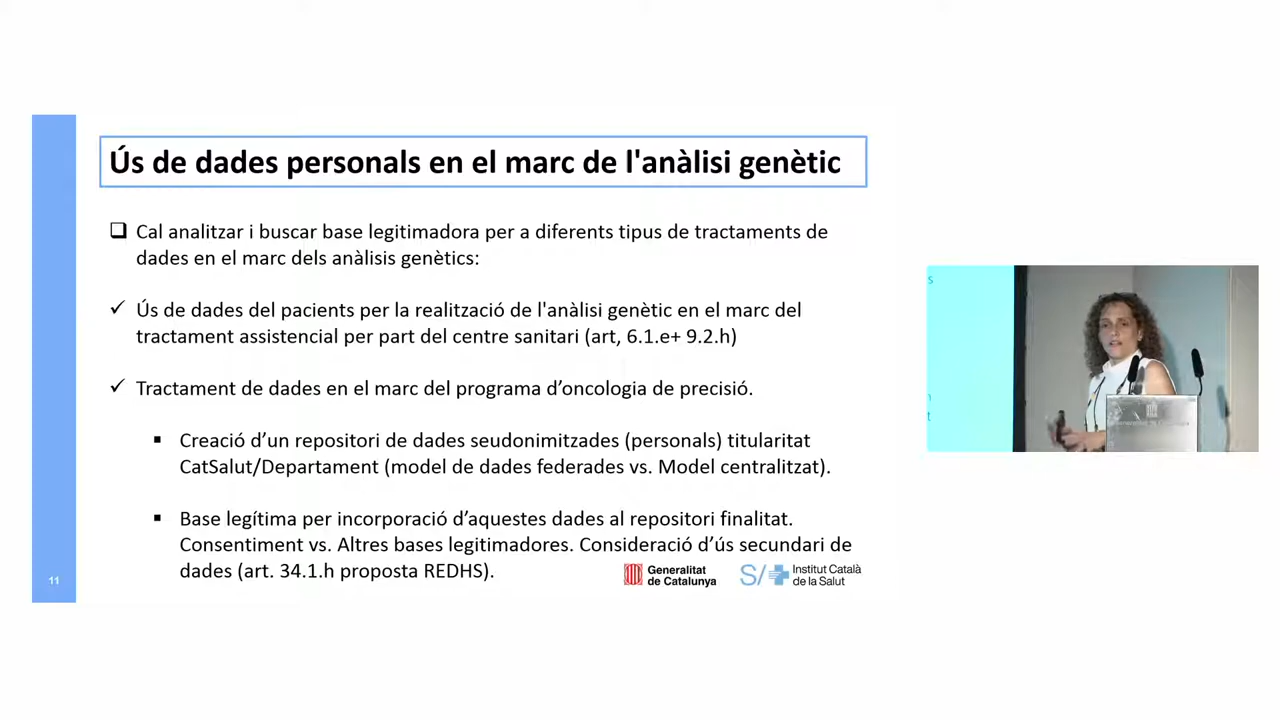 Ús de dades personals en el marc de l'anàlisi genètic
Cal analitzar i buscar base legitimadora per a diferents tipus de tractaments de
dades en el marc dels anàlisis genètics:
Ús de dades del pacients per la realització de l'anàlisi genètic en el marc del
tractament assistencial per part del centre sanitari (art, 6.1.e+ 9.2.h)
Tractament de dades en el marc del programa d’oncologia de precisió.
Creació d’un repositori de dades seudonimitzades (personals) titularitat
CatSalut/Departament (model de dades federades vs. Model centralitzat).
Base legítima per incorporació d’aquestes dades al repositori finalitat.
Consentiment vs. Altres bases legitimadores. Consideració d’ús secundari de
dades (art. 34.1.h proposta REDHS).
11
Generalitat
de Catalunya
S/
Institut Català
de la Salut